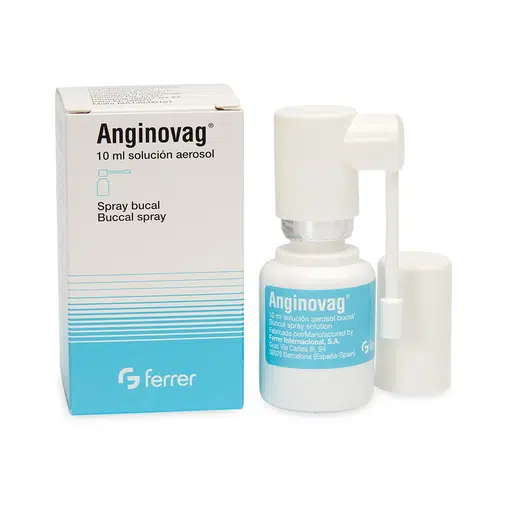 Anginovag®
10 ml solución aerosol
Spray bucal
Buccal spray
ferrer
Anginovag®
10 ml solución aerosol bucal/
Buccal spray solution
Fabricado por/Manufactured by
Ferrer Internacional, S.A.
Gran Vía Carlos III, 94
08028 Barcelona (España-Spain)
ferrer